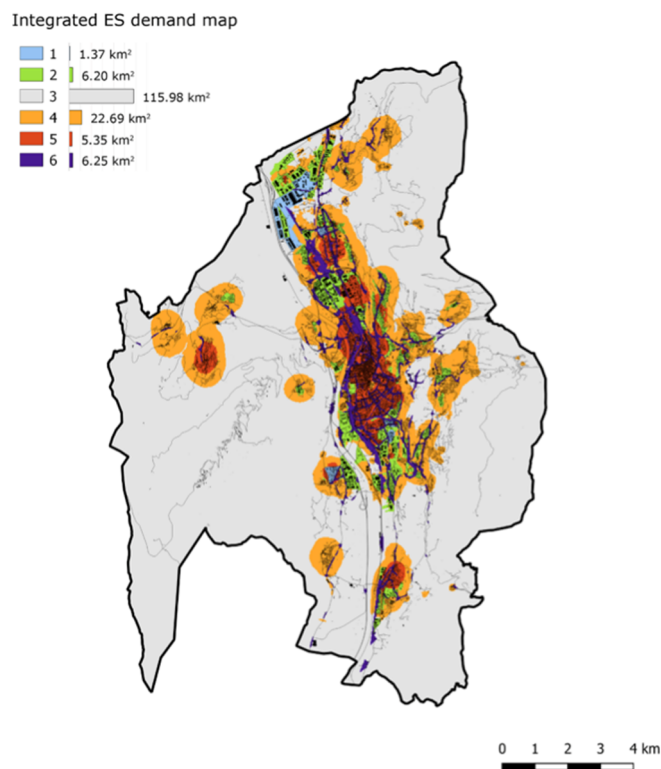 Integrated ES demand map
1 1.37 km²
2 6.20 km²
3 115.98 km²
4 22.69 km²
5 5.35 km²
6 6.25 km²
0 1 2 3 4 km